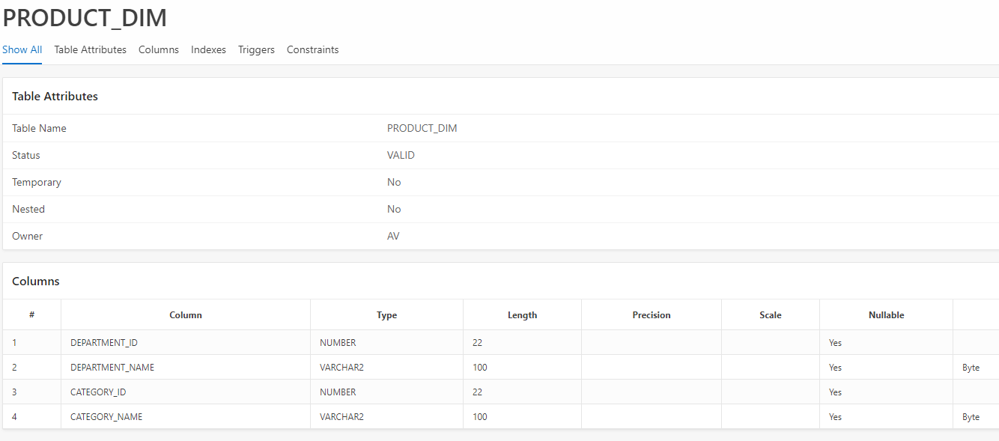 PRODUCT_DIM
Show All Table Attributes Columns Indexes Triggers Constraints
Table Attributes
Table Name PRODUCT_DIM
Status VALID
Temporary No
Nested No
Owner AV
Columns
# Column Type Length Precision Scale Nullable
1 DEPARTMENT_ID NUMBER 22 Yes
2 DEPARTMENT_NAME VARCHAR2 100 Yes Byte
3 CATEGORY_ID NUMBER 22 Yes
4 CATEGORY_NAME VARCHAR2 100 Yes Byte